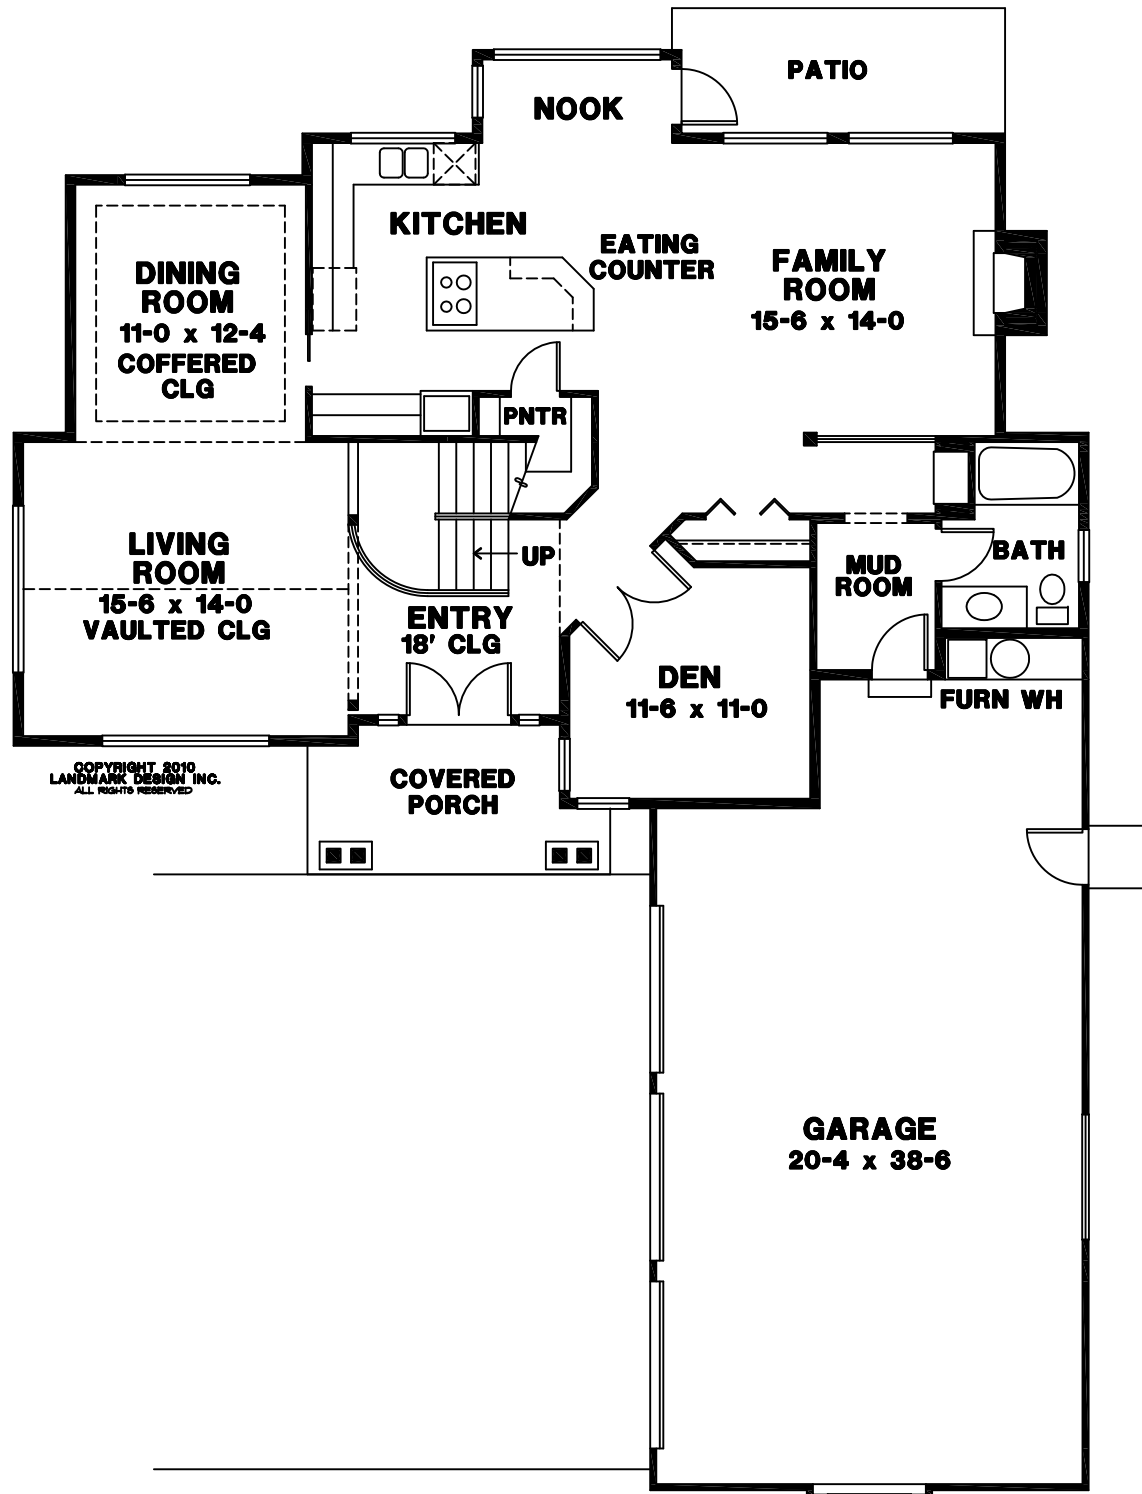 PATIO
NOOK
KITCHEN
EATING
COUNTER
FAMILY
ROOM
15-6 x 14-0
DINING
ROOM
11-0 x 12-4
COFFERED
CLG
PNTR
LIVING
ROOM
15-6 x 14-0
VAULTED CLG
UP
ENTRY
18' CLG
MUD
ROOM
BATH
DEN
11-6 x 11-0
FURN WH
COPYRIGHT 2010
LANDMARK DESIGN INC.
ALL RIGHTS RESERVED
COVERED
PORCH
GARAGE
20-4 x 38-6